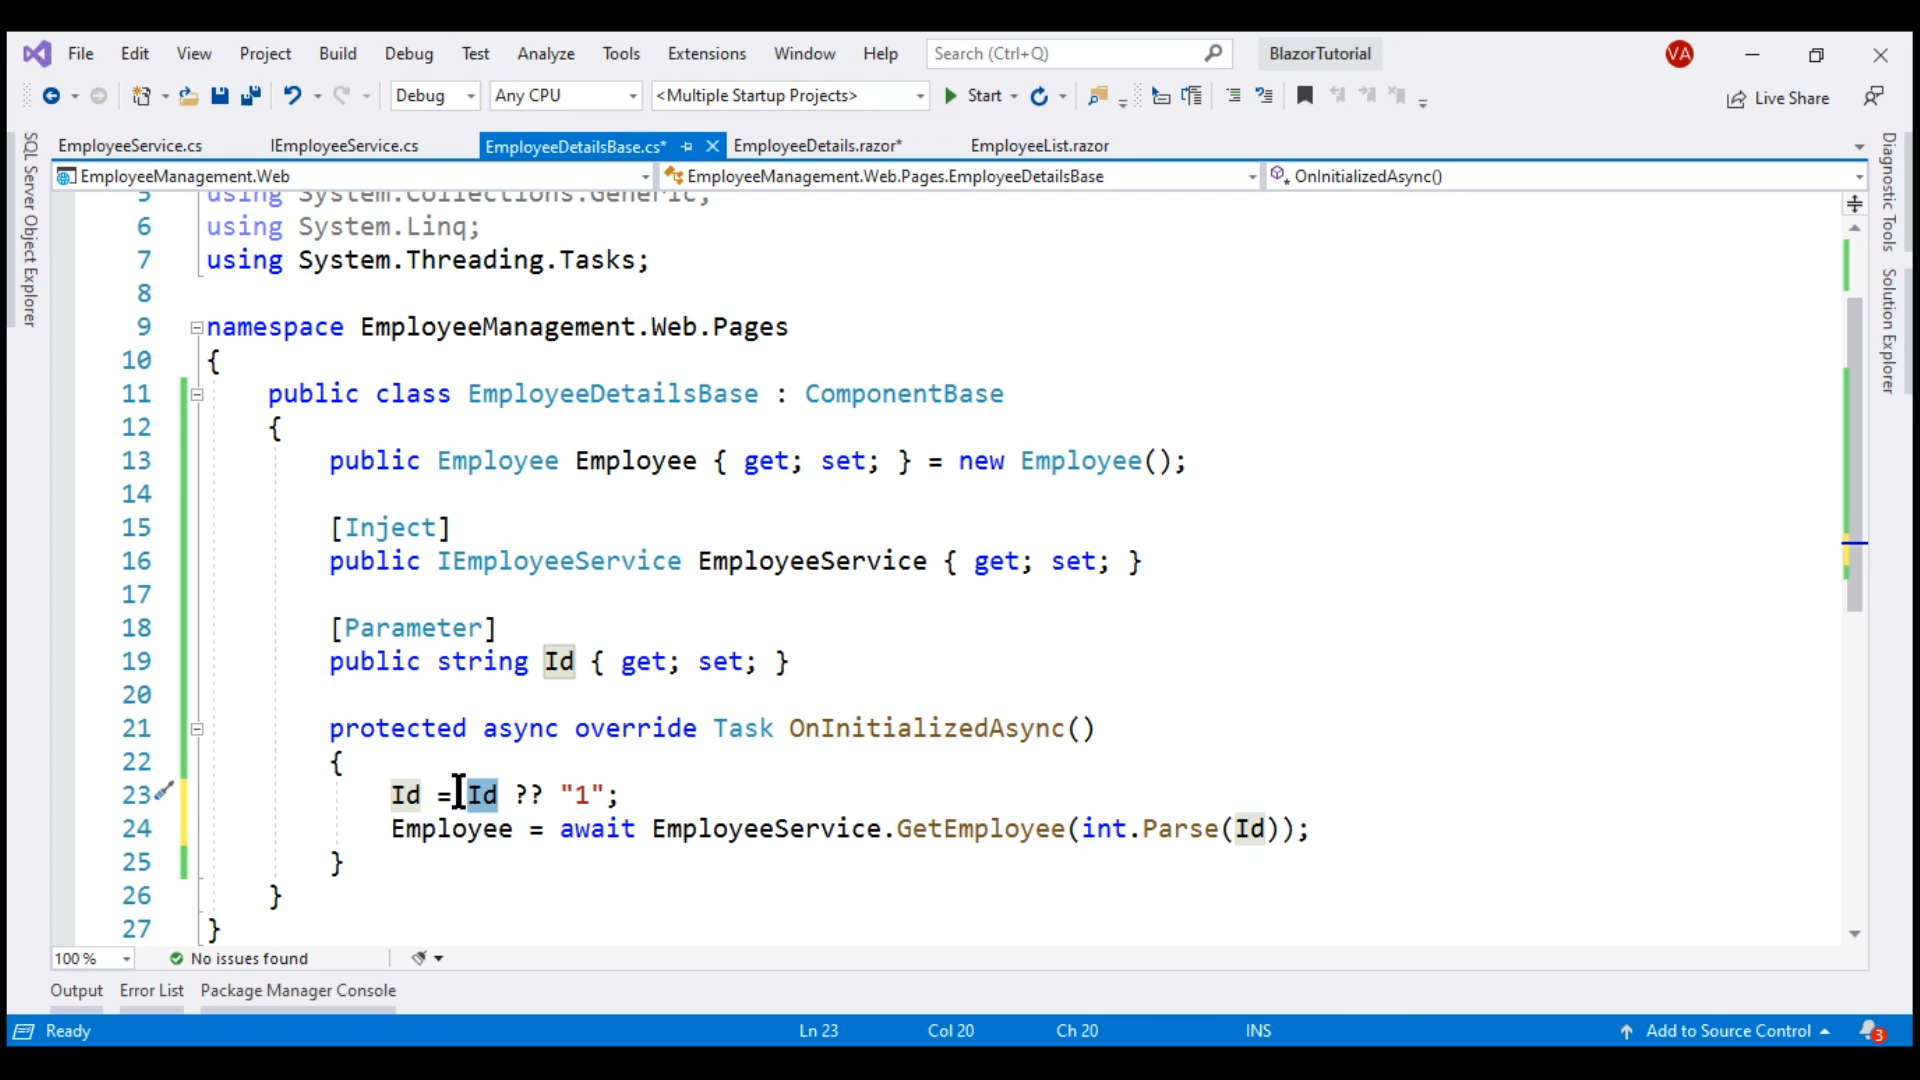 File Edit View Project Build Debug Test Analyze Tools Extensions Window Help Search (Ctrl+Q) BlazorTutorial VA
Debug Any CPU <Multiple Startup Projects> Start Live Share
EmployeeService.cs IEmployeeService.cs EmployeeDetailsBase.cs* EmployeeDetails.razor* EmployeeList.razor
EmployeeManagement.Web EmployeeManagement.Web.Pages.EmployeeDetailsBase OnInitializedAsync()
SQL Server Object Explorer
Diagnostic Tools
Solution Explorer
5 using System.Collections.Generic;
6 using System.Linq;
7 using System.Threading.Tasks;
8
9 namespace EmployeeManagement.Web.Pages
10 {
11 public class EmployeeDetailsBase : ComponentBase
12 {
13 public Employee Employee { get; set; } = new Employee();
14
15 [Inject]
16 public IEmployeeService EmployeeService { get; set; }
17
18 [Parameter]
19 public string Id { get; set; }
20
21 protected async override Task OnInitializedAsync()
22 {
23 Id = Id ?? "1";
24 Employee = await EmployeeService.GetEmployee(int.Parse(Id));
25 }
26 }
27 }
100 % No issues found
Output Error List Package Manager Console
Ready Ln 23 Col 20 Ch 20 INS Add to Source Control 3